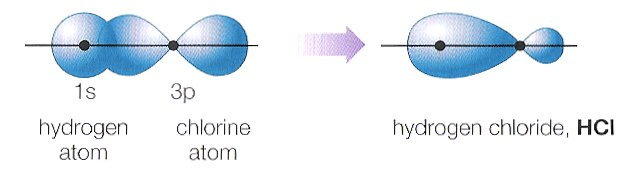 1s
3p
hydrogen
atom
chlorine
atom
hydrogen chloride, HCl